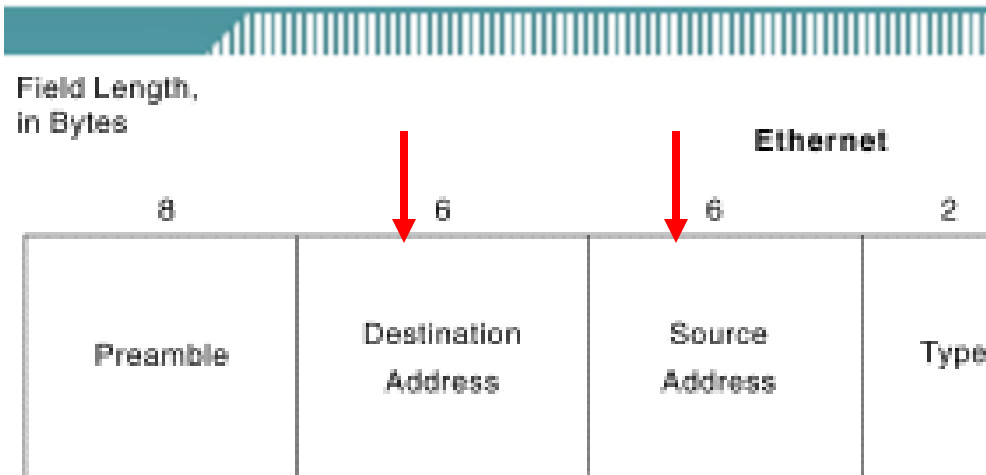 Field Length,
in Bytes
Ethernet
8 6 6 2
Preamble
Destination
Address
Source
Address
Type